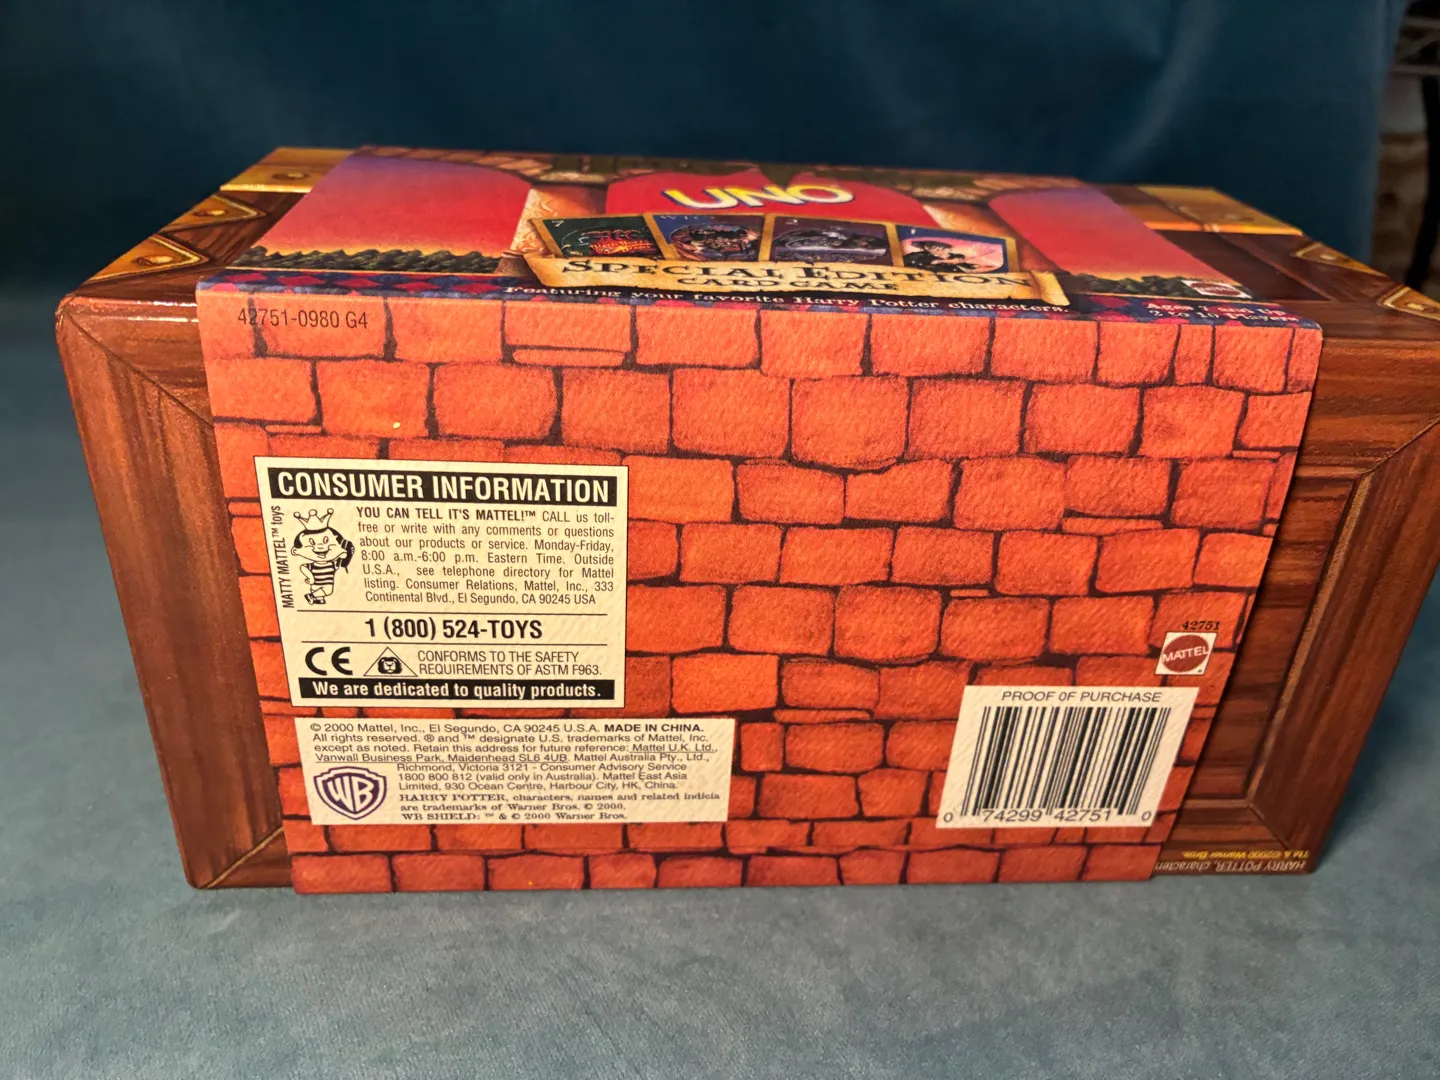 UNO
SPECIAL EDITION
CARD GAME
Featuring your favorite Harry Potter characters.
42751-0980 G4
CONSUMER INFORMATION
MATTY MATTEL™ toys
YOU CAN TELL IT'S MATTEL!™ CALL us toll-
free or write with any comments or questions
about our products or service. Monday-Friday,
8:00 a.m.-6:00 p.m. Eastern Time. Outside
U.S.A., see telephone directory for Mattel
listing. Consumer Relations, Mattel, Inc., 333
Continental Blvd., El Segundo, CA 90245 USA
1 (800) 524-TOYS
CE
CONFORMS TO THE SAFETY
REQUIREMENTS OF ASTM F963.
We are dedicated to quality products.
© 2000 Mattel, Inc., El Segundo, CA 90245 U.S.A. MADE IN CHINA.
All rights reserved. ® and ™ designate U.S. trademarks of Mattel, Inc.
except as noted. Retain this address for future reference: Mattel U.K. Ltd.,
Vanwall Business Park, Maidenhead SL6 4UB. Mattel Australia Pty., Ltd.,
Richmond, Victoria 3121 - Consumer Advisory Service
1800 800 812 (valid only in Australia). Mattel East Asia
Limited, 930 Ocean Centre, Harbour City, HK, China.
WB
HARRY POTTER, characters, names and related indicia
are trademarks of Warner Bros. © 2000.
WB SHIELD: ™ & © 2000 Warner Bros.
42751
MATTEL
PROOF OF PURCHASE
0 74299 42751 0
HARRY POTTER, characters
TM & ©2000 Warner Bros.